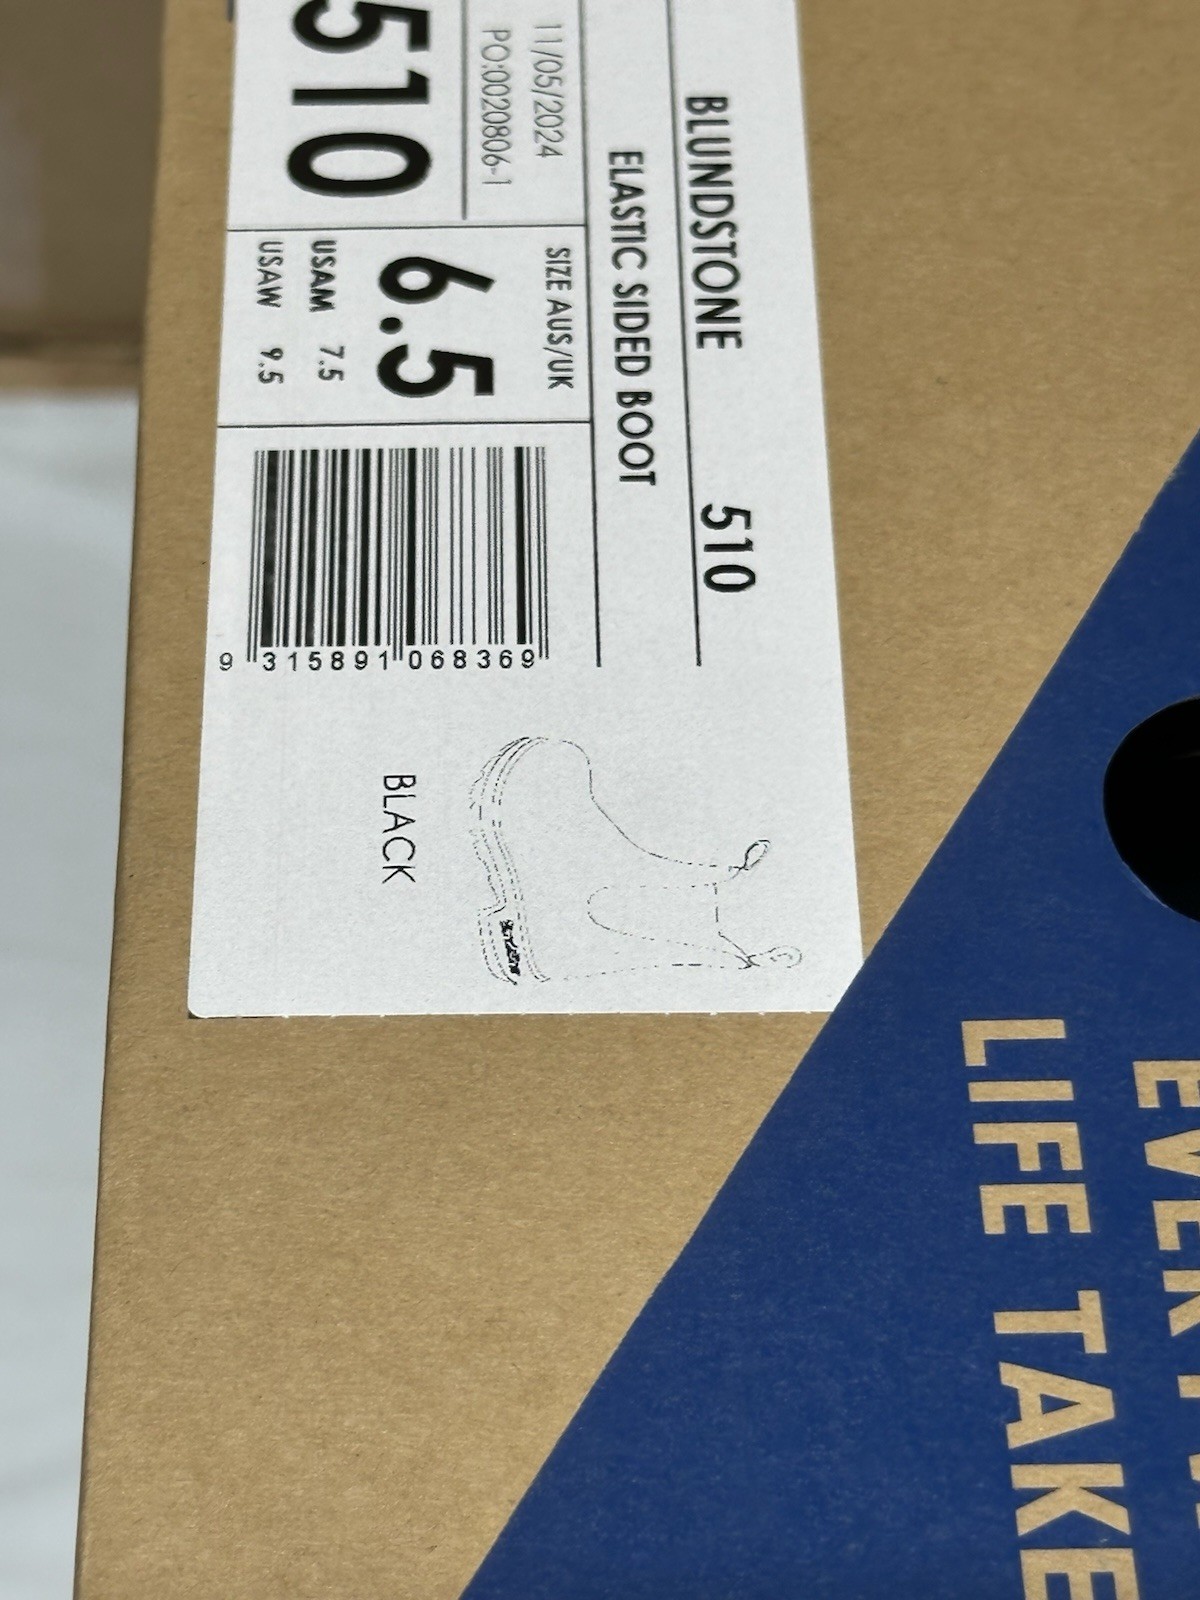 BLUNDSTONE 510
ELASTIC SIDED BOOT
11/05/2024
PO:0020806-1
510
SIZE AUS/UK
6.5
USAM 7.5
USAW 9.5
9 315891 068369
BLACK
LIFE TAKE